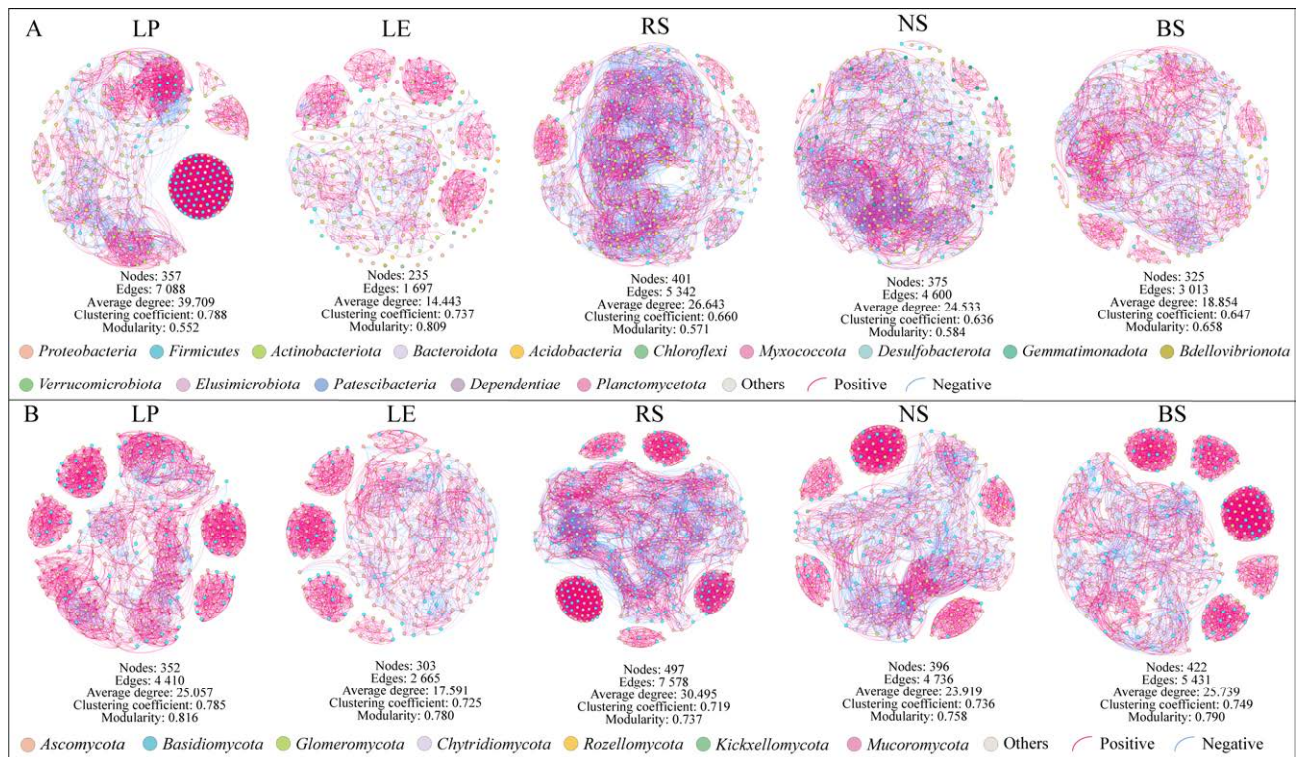 A
LP
LE
RS
NS
BS
Nodes: 357
Edges: 7 088
Average degree: 39.709
Clustering coefficient: 0.788
Modularity: 0.552
Nodes: 235
Edges: 1 697
Average degree: 14.443
Clustering coefficient: 0.737
Modularity: 0.809
Nodes: 401
Edges: 5 342
Average degree: 26.643
Clustering coefficient: 0.660
Modularity: 0.571
Nodes: 375
Edges: 4 600
Average degree: 24.533
Clustering coefficient: 0.636
Modularity: 0.584
Nodes: 325
Edges: 3 013
Average degree: 18.854
Clustering coefficient: 0.647
Modularity: 0.658
Proteobacteria Firmicutes Actinobacteriota Bacteroidota Acidobacteria Chloroflexi Myxococcota Desulfobacterota Gemmatimonadota Bdellovibrionota
Verrucomicrobiota Elusimicrobiota Patescibacteria Dependentiae Planctomycetota Others Positive Negative
B
LP
LE
RS
NS
BS
Nodes: 352
Edges: 4 410
Average degree: 25.057
Clustering coefficient: 0.785
Modularity: 0.816
Nodes: 303
Edges: 2 665
Average degree: 17.591
Clustering coefficient: 0.725
Modularity: 0.780
Nodes: 497
Edges: 7 578
Average degree: 30.495
Clustering coefficient: 0.719
Modularity: 0.737
Nodes: 396
Edges: 4 736
Average degree: 23.919
Clustering coefficient: 0.736
Modularity: 0.758
Nodes: 422
Edges: 5 431
Average degree: 25.739
Clustering coefficient: 0.749
Modularity: 0.790
Ascomycota Basidiomycota Glomeromycota Chytridiomycota Rozellomycota Kickxellomycota Mucoromycota Others Positive Negative